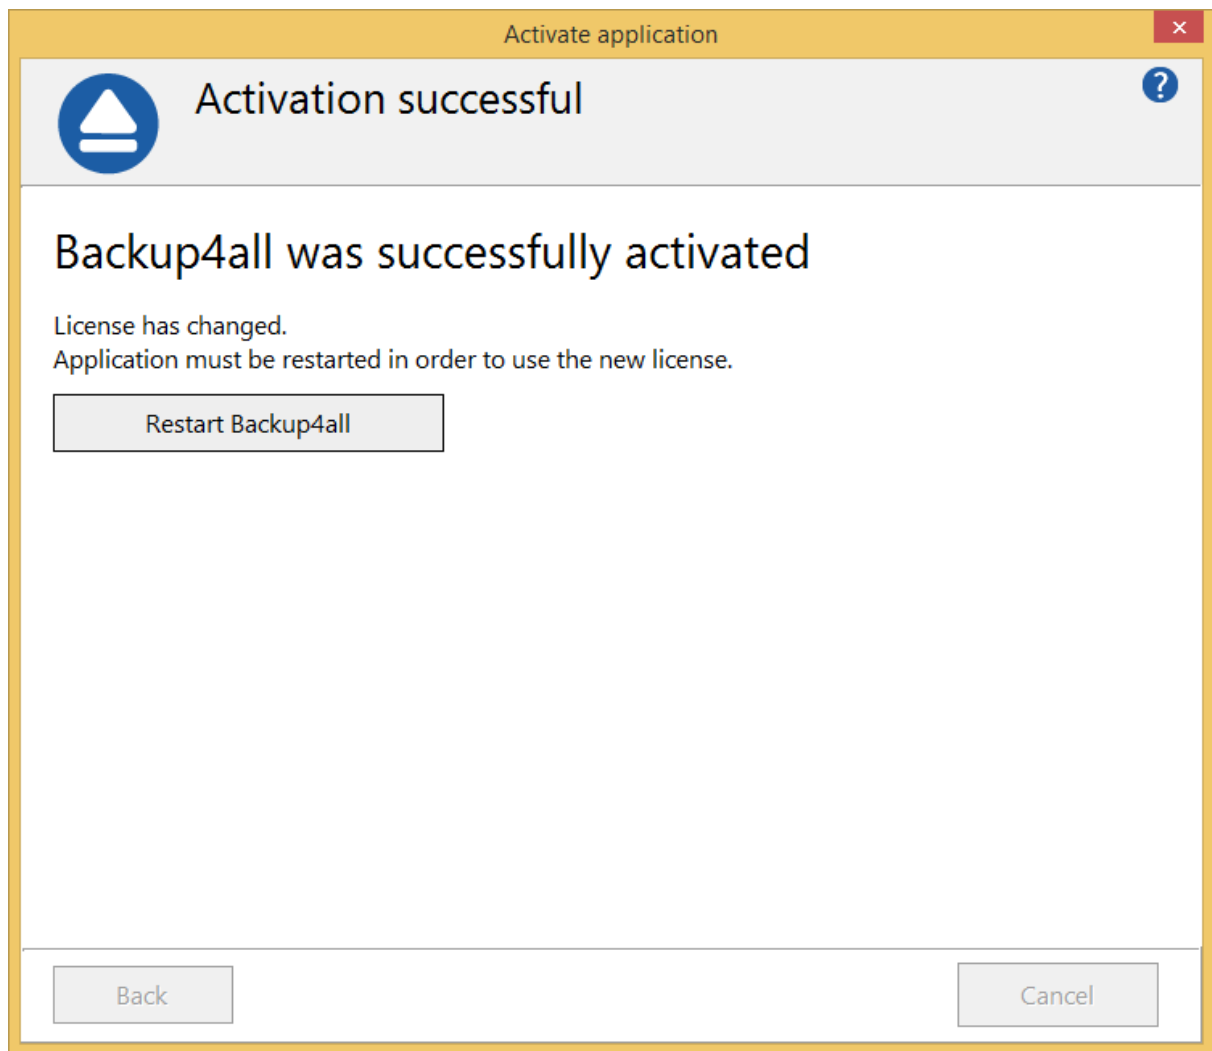 Activate application
Activation successful
?
Backup4all was successfully activated
License has changed.
Application must be restarted in order to use the new license.
Restart Backup4all
Back
Cancel